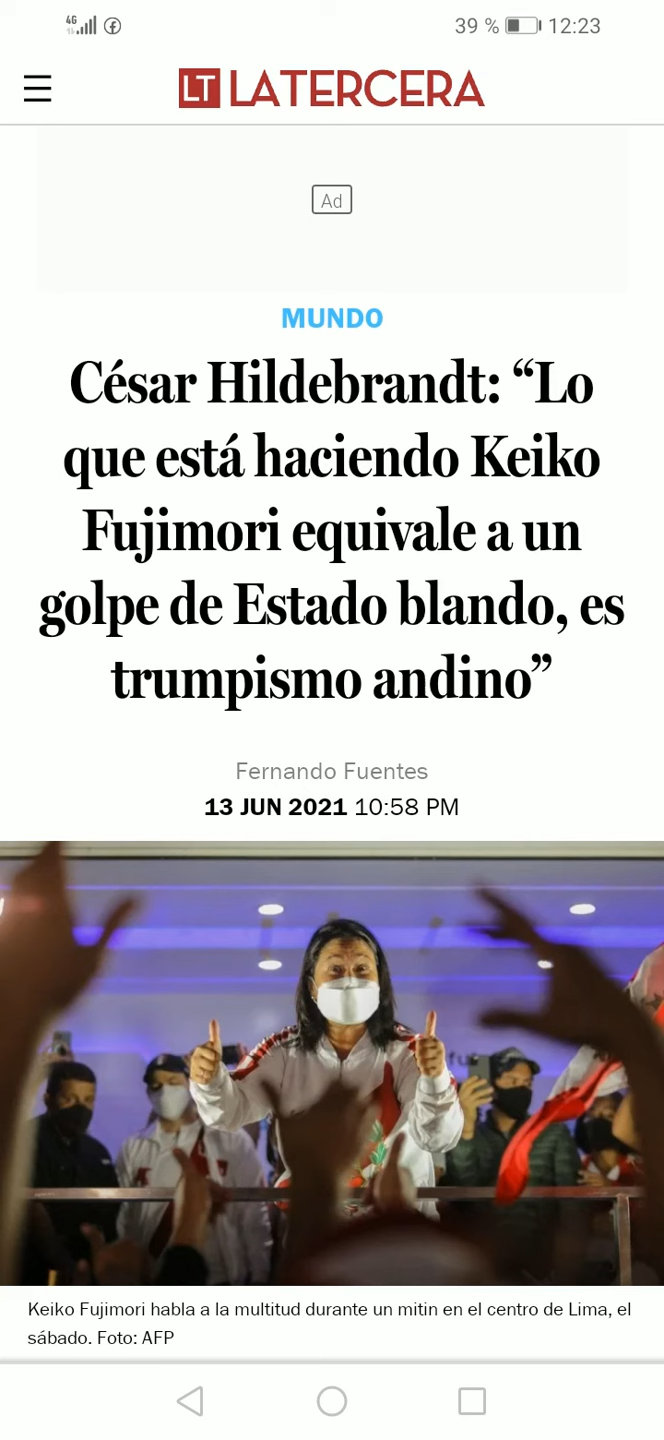 4G 39 % 12:23
LT LATERCERA
Ad
MUNDO
César Hildebrandt: “Lo
que está haciendo Keiko
Fujimori equivale a un
golpe de Estado blando, es
trumpismo andino”
Fernando Fuentes
13 JUN 2021 10:58 PM
Keiko Fujimori habla a la multitud durante un mitin en el centro de Lima, el
sábado. Foto: AFP